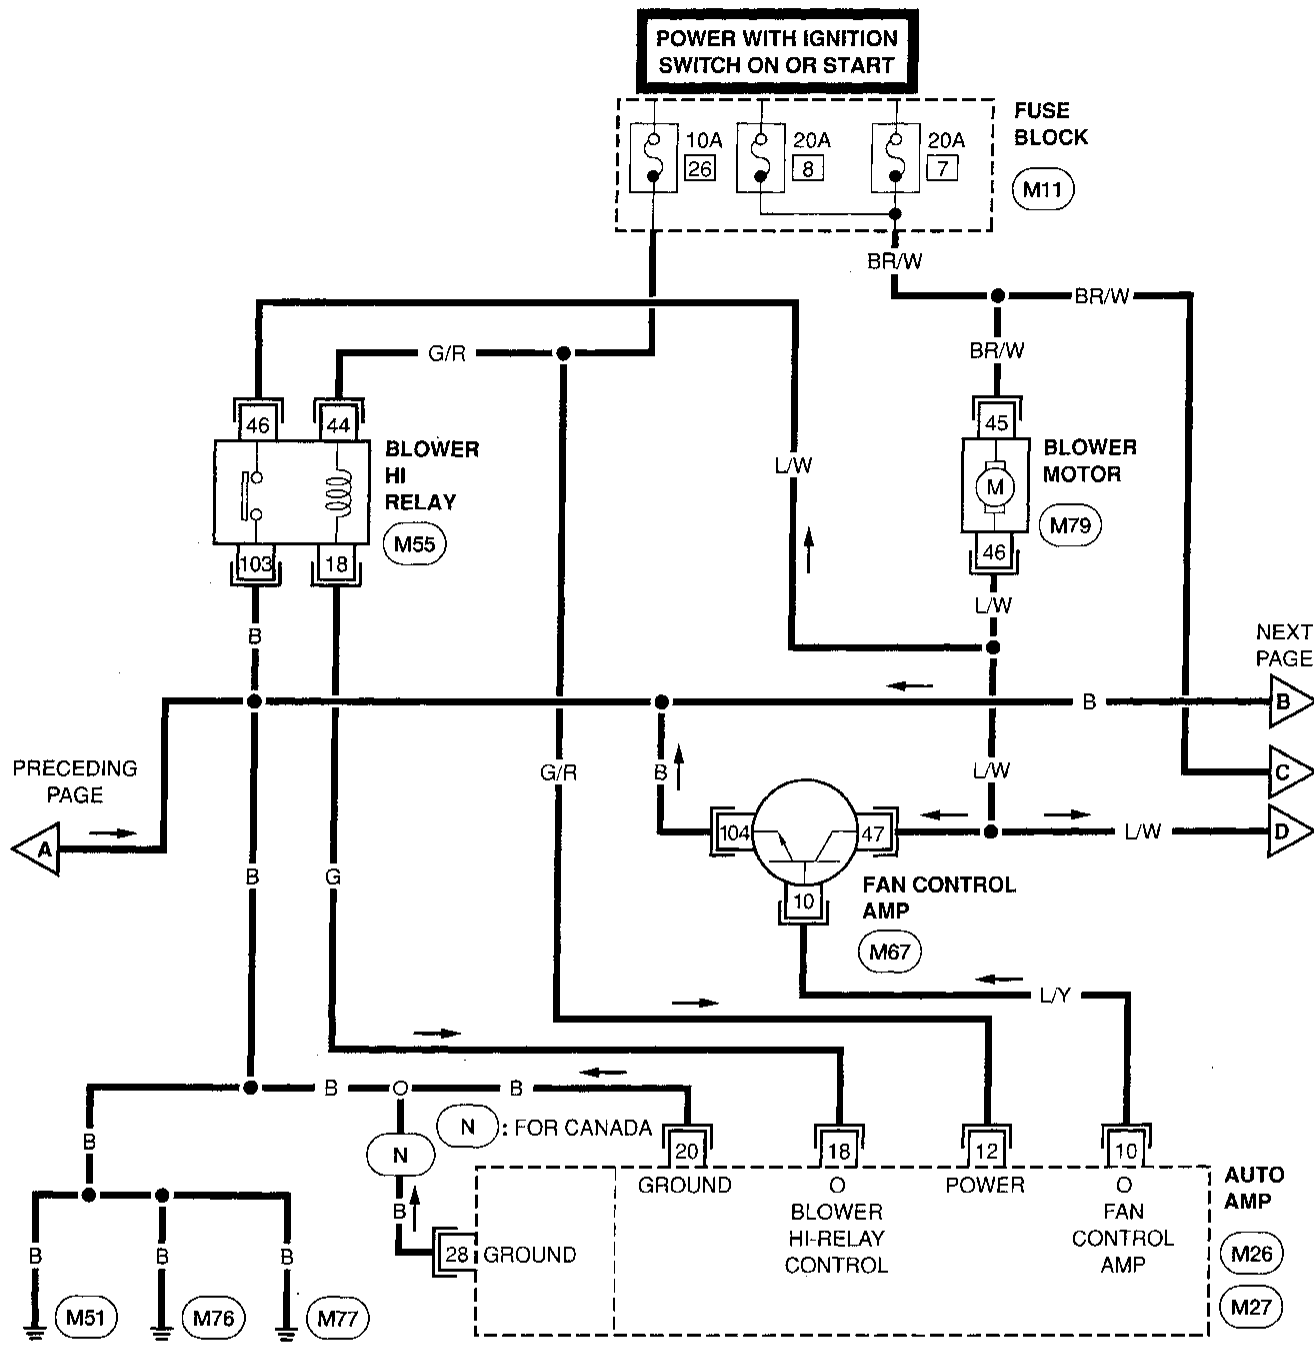 POWER WITH IGNITION
SWITCH ON OR START
FUSE
BLOCK
10A
26
20A
8
20A
7
M11
BR/W
BR/W
G/R
BR/W
46
44
45
BLOWER
HI
RELAY
BLOWER
MOTOR
L/W
M
M55
M79
103
18
46
B
L/W
NEXT
PAGE
B
B
PRECEDING
PAGE
G/R
B
L/W
C
A
104
47
L/W
D
B
G
10
FAN CONTROL
AMP
M67
L/Y
B
B
N
: FOR CANADA
B
N
20
18
12
10
GROUND
POWER
BLOWER
HI-RELAY
CONTROL
FAN
CONTROL
AMP
AUTO
AMP
B
28
GROUND
B
B
B
M26
M27
M51
M76
M77